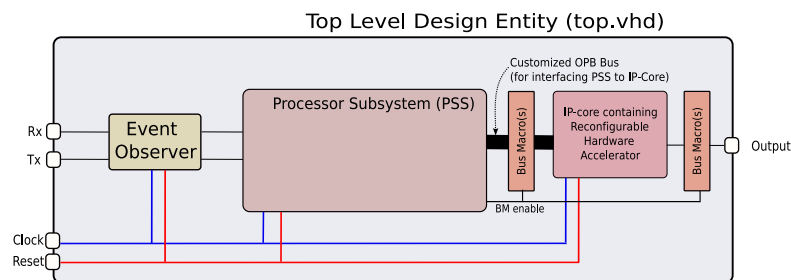 Top Level Design Entity (top.vhd)
Customized OPB Bus
(for interfacing PSS to IP-Core)
Processor Subsystem (PSS)
Rx
Tx
Event
Observer
Bus Macro(s)
IP-core containing
Reconfigurable
Hardware
Accelerator
Bus Macro(s)
Output
BM enable
Clock
Reset